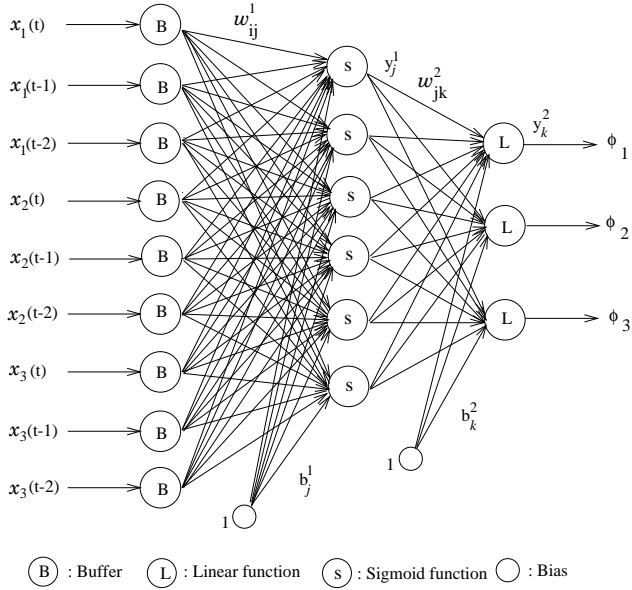 x₁(t)
x₁(t-1)
x₁(t-2)
x₂(t)
x₂(t-1)
x₂(t-2)
x₃(t)
x₃(t-1)
x₃(t-2)
B
B
B
B
B
B
B
B
B
w¹ij
s
s
s
s
s
s
y¹j
w²jk
L
L
L
y²k
ϕ 1
ϕ 2
ϕ 3
b¹j
1
b²k
1
B : Buffer L : Linear function s : Sigmoid function : Bias